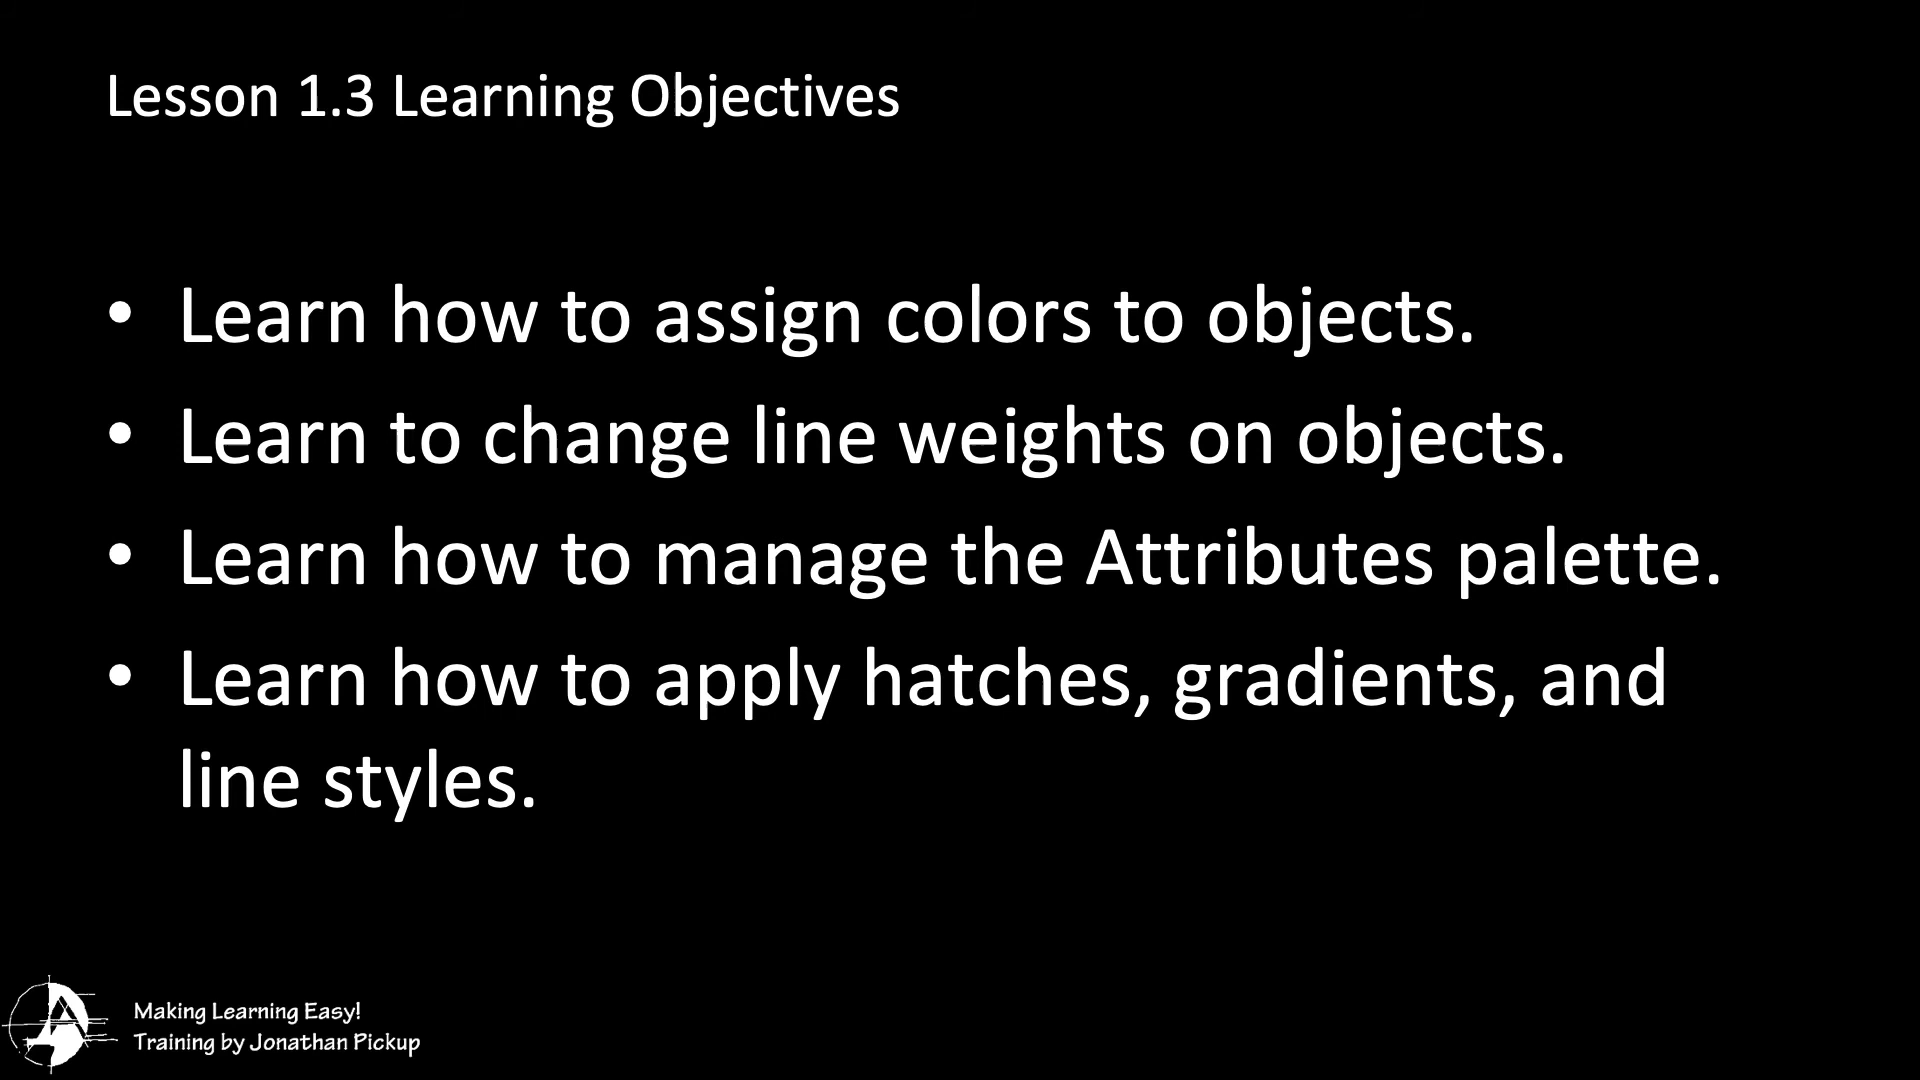 Lesson 1.3 Learning Objectives
• Learn how to assign colors to objects.
• Learn to change line weights on objects.
• Learn how to manage the Attributes palette.
• Learn how to apply hatches, gradients, and
line styles.
Making Learning Easy!
Training by Jonathan Pickup